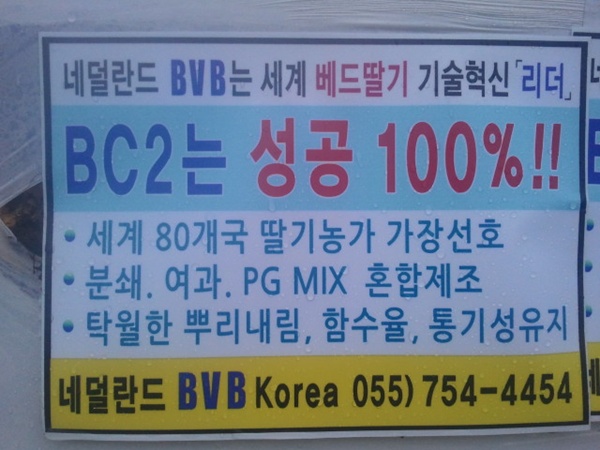 네덜란드 BVB는 세계 베드딸기 기술혁신「리더」
BC2는 성공 100%!!
• 세계 80개국 딸기농가 가장선호
• 분쇄. 여과. PG MIX 혼합제조
• 탁월한 뿌리내림, 함수율, 통기성유지
네덜란드 BVB Korea 055) 754-4454